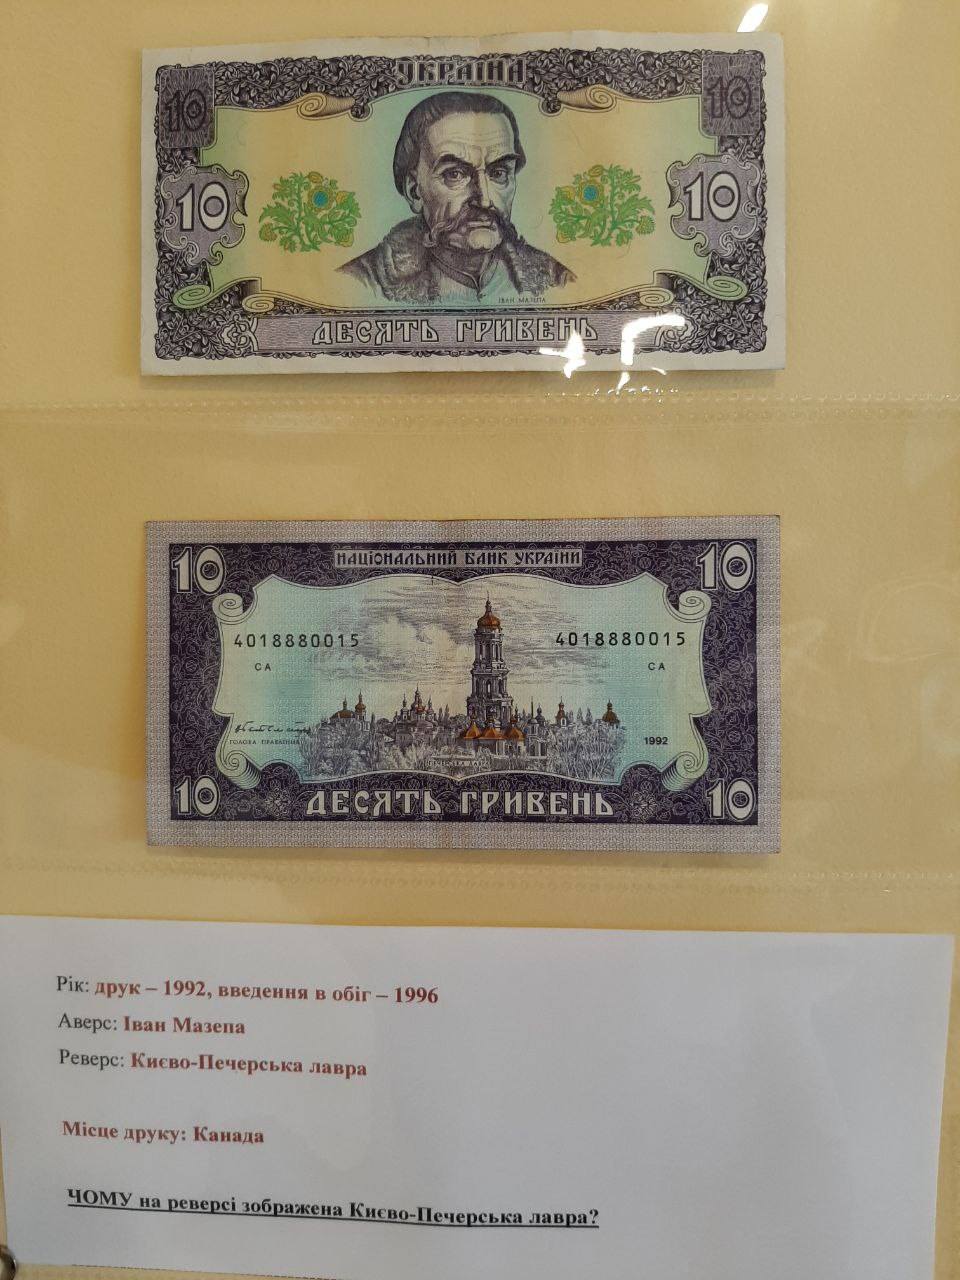 УКРАЇНА
10 10
10 10
ІВАН МАЗЕПА
ДЕСЯТЬ ГРИВЕНЬ
10 НАЦІОНАЛЬНИЙ БАНК УКРАЇНИ 10
4018880015 4018880015
СА СА
ГОЛОВА ПРАВЛІННЯ 1992
ЛАВРА
10 ДЕСЯТЬ ГРИВЕНЬ 10
Рік: друк – 1992, введення в обіг – 1996
Аверс: Іван Мазепа
Реверс: Києво-Печерська лавра
Місце друку: Канада
ЧОМУ на реверсі зображена Києво-Печерська лавра?